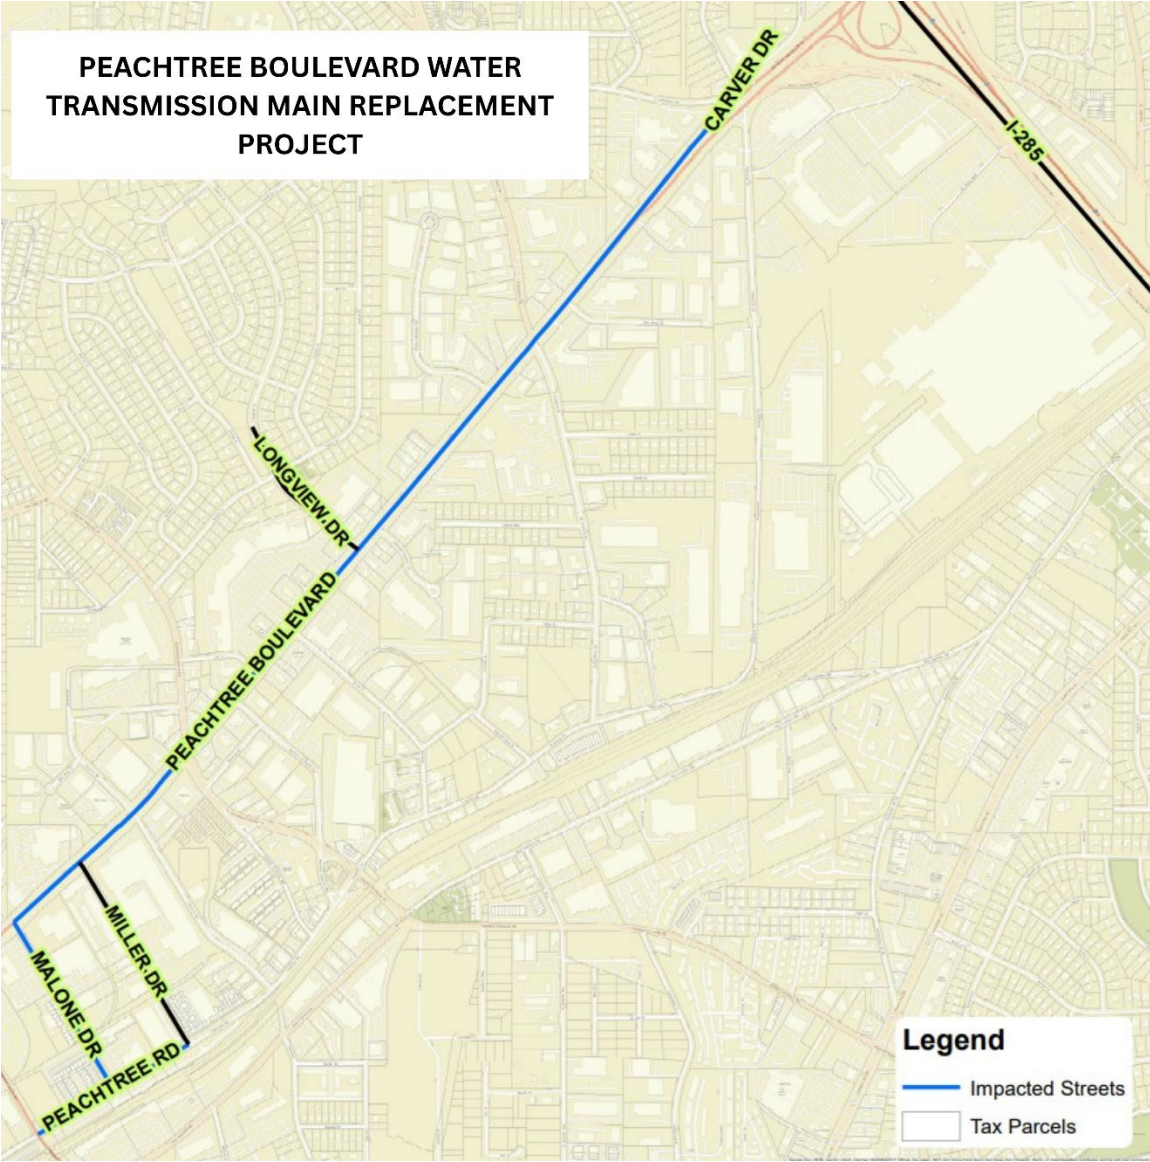 PEACHTREE BOULEVARD WATER
TRANSMISSION MAIN REPLACEMENT
PROJECT
CARVER DR
I-285
LONGVIEW DR
PEACHTREE BOULEVARD
MILLER DR
MALONE DR
PEACHTREE RD
Legend
Impacted Streets
Tax Parcels